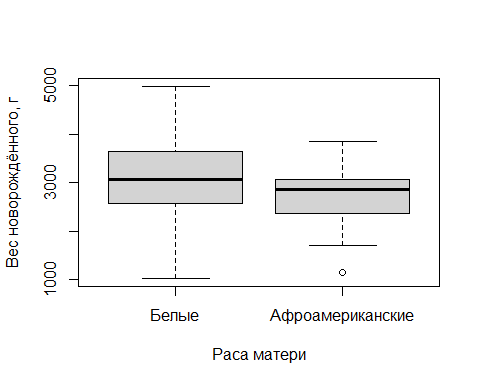 Вес новорождённого, г
5000
3000
1000
Белые
Афроамериканские
Раса матери